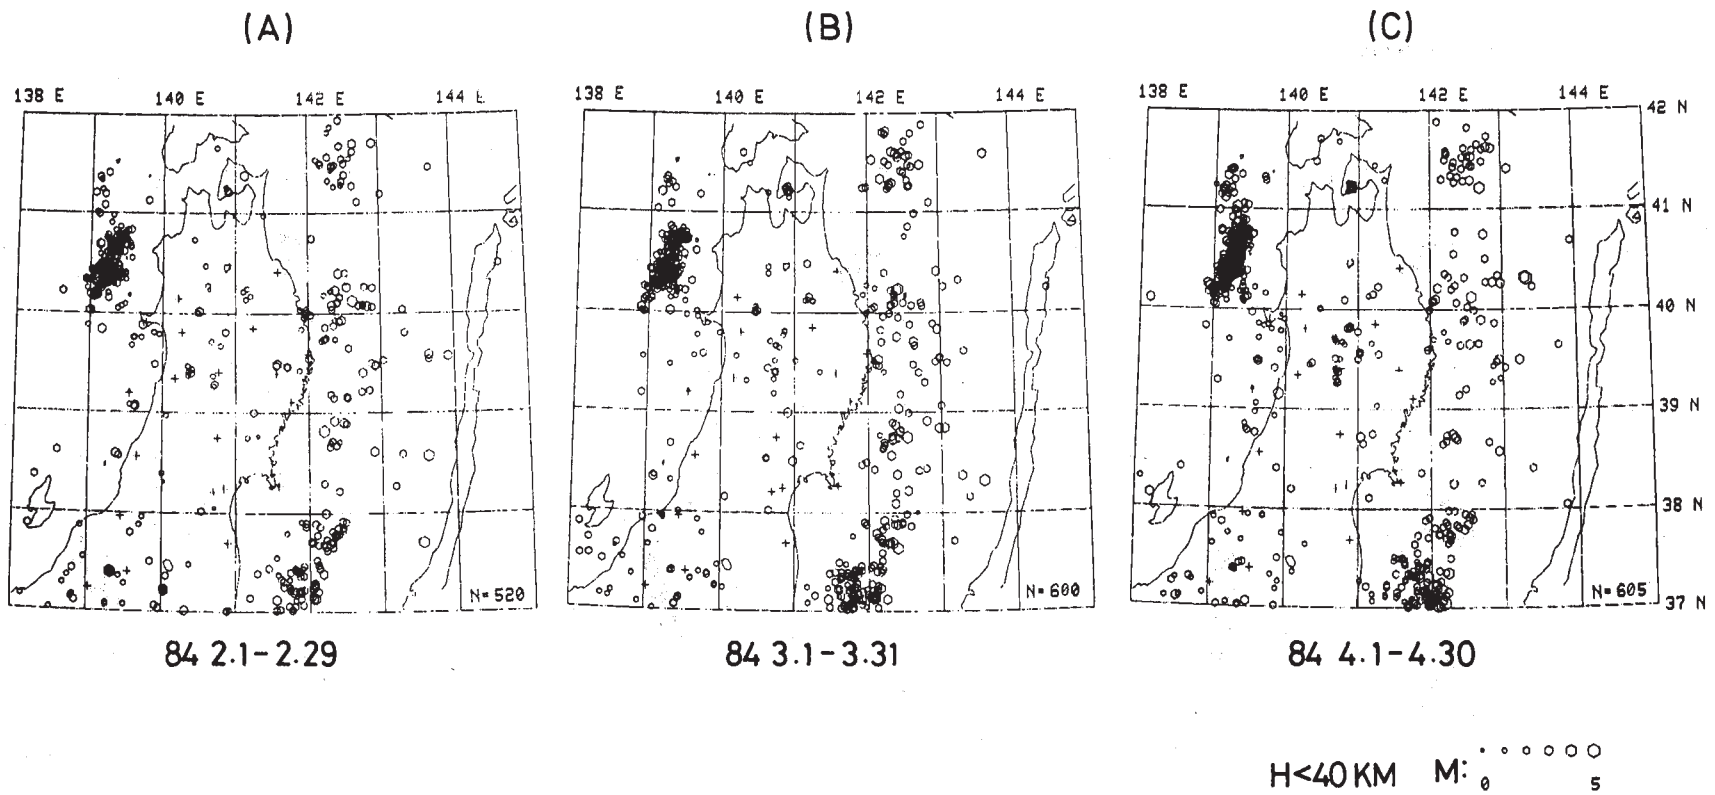 (A) (B) (C)
138 E 140 E 142 E 144 E
138 E 140 E 142 E 144 E
138 E 140 E 142 E 144 E
42 N
41 N
40 N
39 N
38 N
37 N
N=520
N=600
N=605
84 2.1-2.29
84 3.1-3.31
84 4.1-4.30
H<40 KM M:
0 5